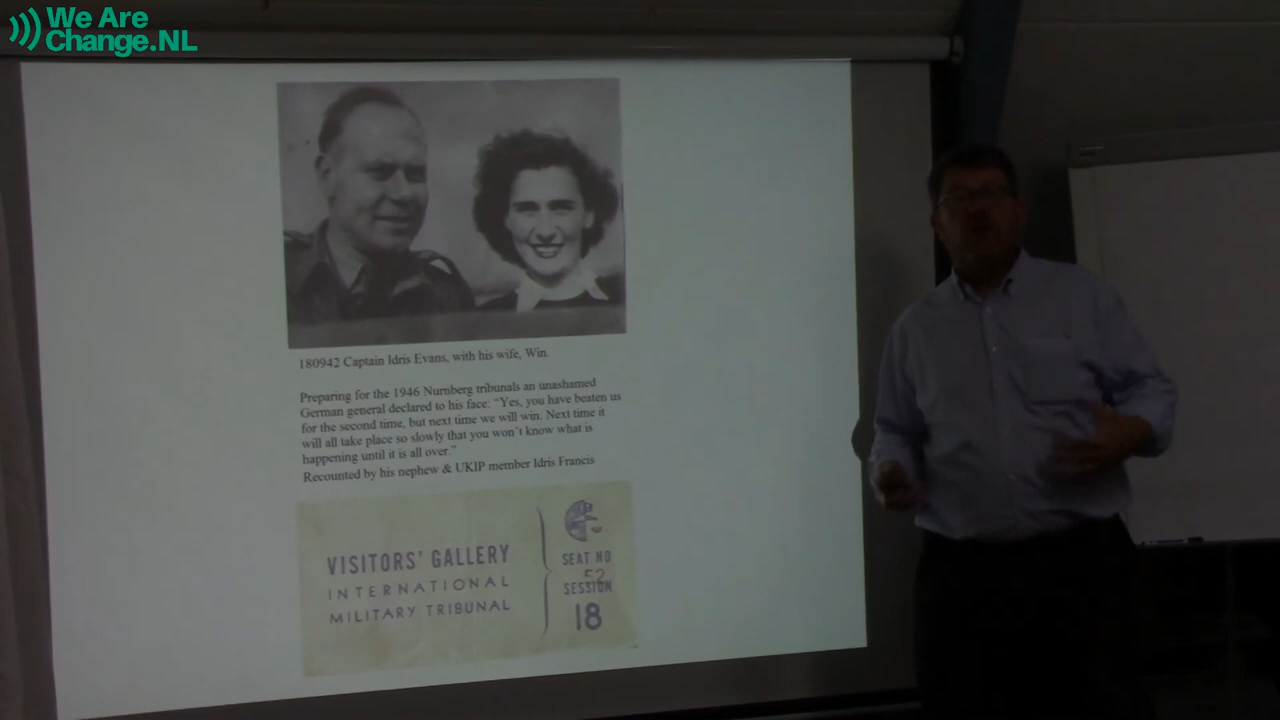 We Are
Change.NL
180942 Captain Idris Evans, with his wife, Win.
Preparing for the 1946 Nurnberg tribunals an unashamed
German general declared to his face: “Yes, you have beaten us
for the second time, but next time we will win. Next time it
will all take place so slowly that you won’t know what is
happening until it is all over.”
Recounted by his nephew & UKIP member Idris Francis
VISITORS’ GALLERY
INTERNATIONAL
MILITARY TRIBUNAL
SEAT NO
52
SESSION
18